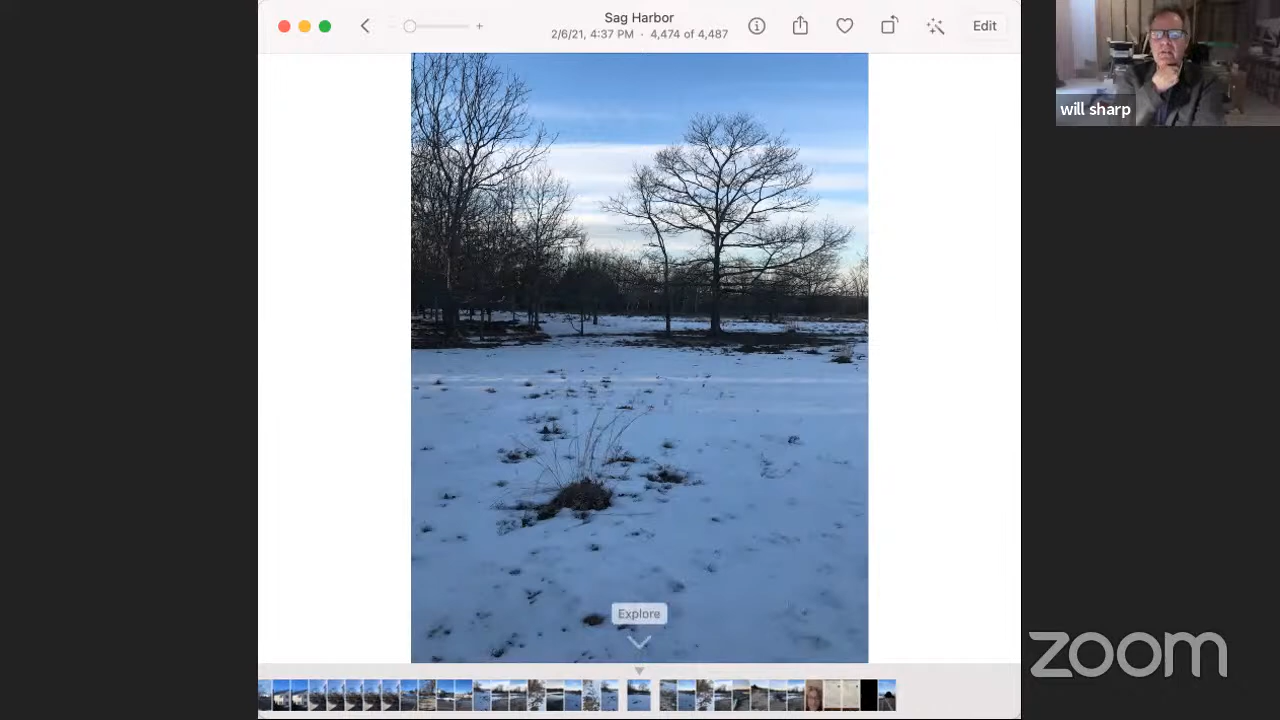 Sag Harbor
2/6/21, 4:37 PM · 4,474 of 4,487
Edit
will sharp
Explore
zoom